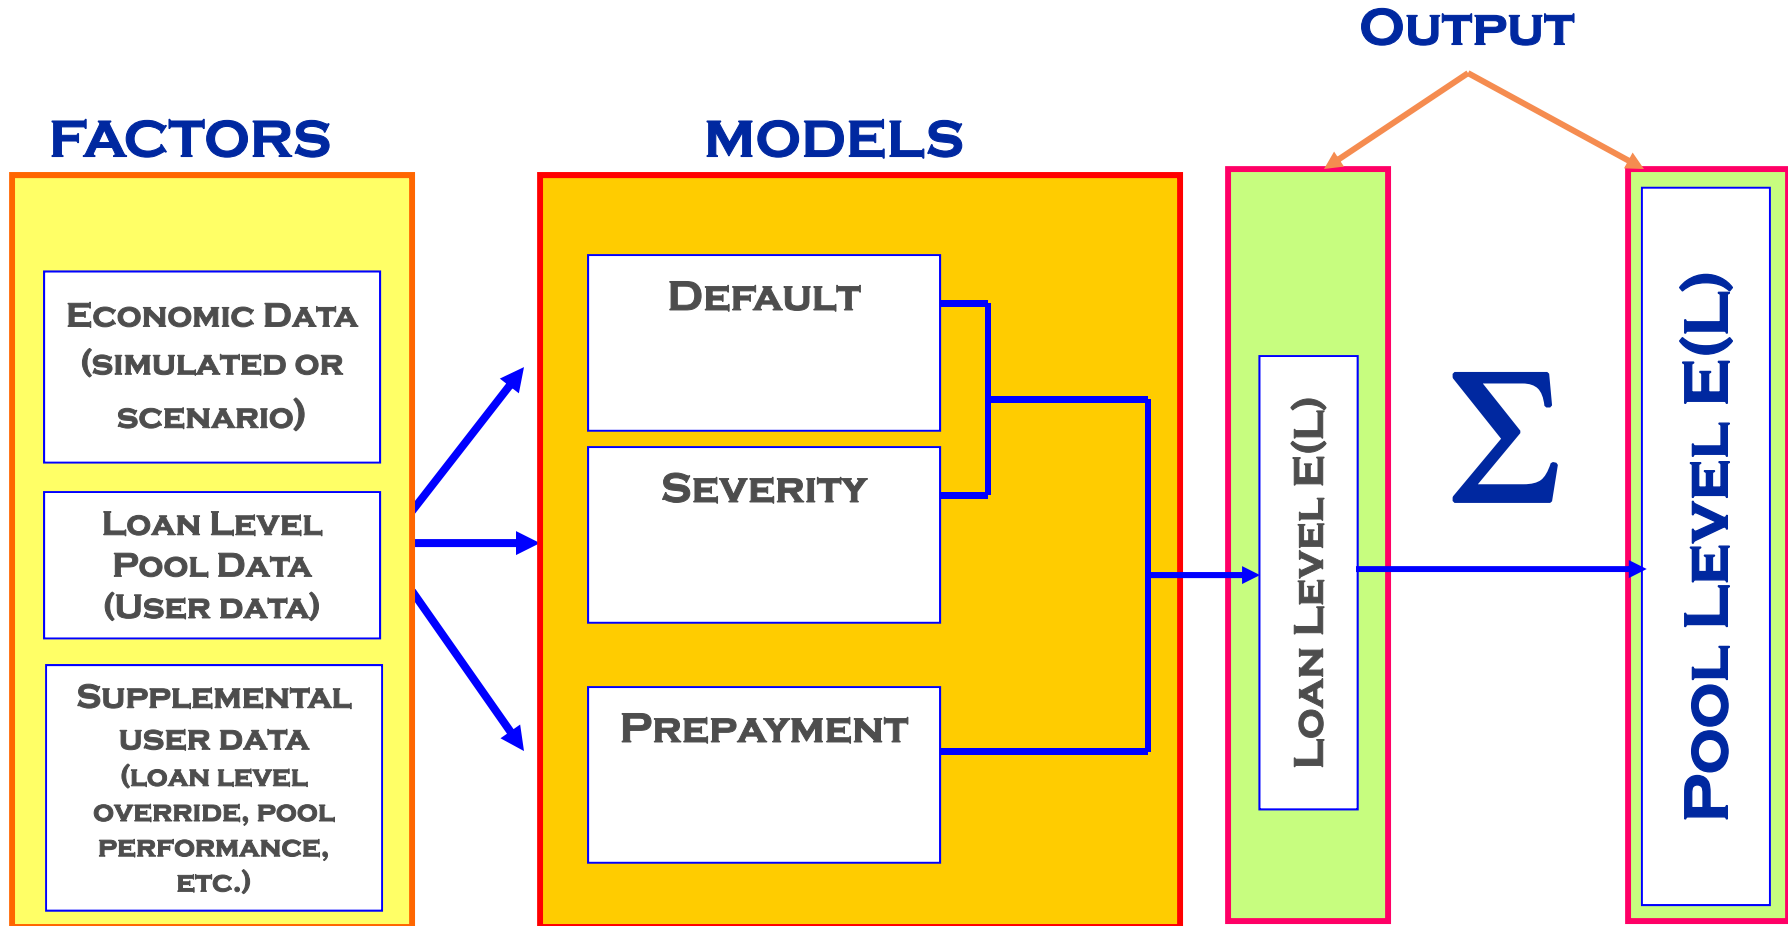 OUTPUT
FACTORS
MODELS
ECONOMIC DATA
(SIMULATED OR
SCENARIO)
LOAN LEVEL
POOL DATA
(USER DATA)
SUPPLEMENTAL
USER DATA
(LOAN LEVEL
OVERRIDE, POOL
PERFORMANCE,
ETC.)
DEFAULT
SEVERITY
PREPAYMENT
LOAN LEVEL E(L)
Σ
POOL LEVEL E(L)